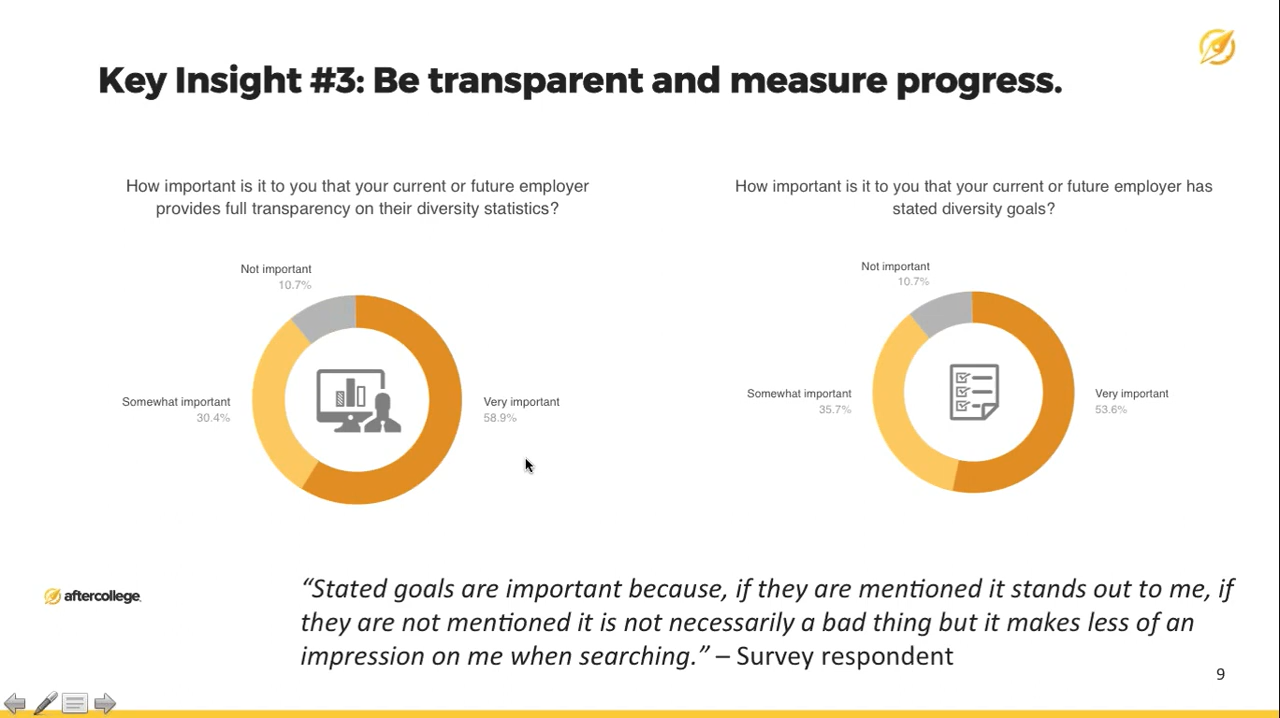 Key Insight #3: Be transparent and measure progress.
How important is it to you that your current or future employer
provides full transparency on their diversity statistics?
Not important
10.7%
Somewhat important
30.4%
Very important
58.9%
How important is it to you that your current or future employer has
stated diversity goals?
Not important
10.7%
Somewhat important
35.7%
Very important
53.6%
aftercollege
“Stated goals are important because, if they are mentioned it stands out to me, if
they are not mentioned it is not necessarily a bad thing but it makes less of an
impression on me when searching.” – Survey respondent
9